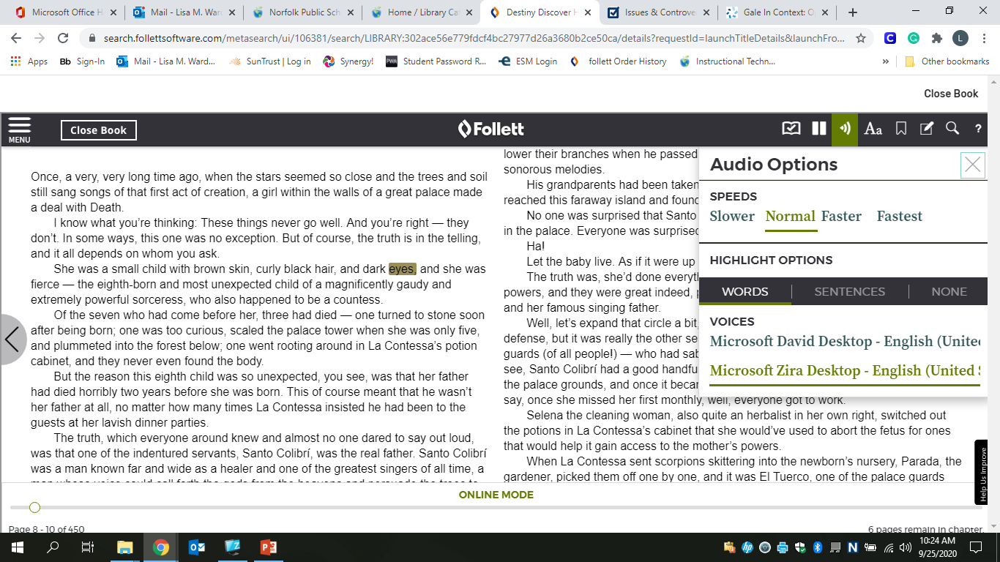 Microsoft Office H
Mail - Lisa M. War
Norfolk Public Sch
Home / Library Ca
Destiny Discover H
Issues & Controve
Gale In Context: O
search.follettsoftware.com/metasearch/ui/106381/search/LIBRARY:302ace56e779fdcf4bc27977d26a3680b2ce50ca/details?requestId=launchTitleDetails&launchFro...
L
Apps
Bb Sign-In
Mail - Lisa M. Ward...
SunTrust | Log in
Synergy!
PWM Student Password R...
ESM Login
follett Order History
Instructional Techn...
»
Other bookmarks
Close Book
MENU
Close Book
Follett
Aa
?
Once, a very, very long time ago, when the stars seemed so close and the trees and soil
still sang songs of that first act of creation, a girl within the walls of a great palace made
a deal with Death.
I know what you're thinking: These things never go well. And you're right — they
don't. In some ways, this one was no exception. But of course, the truth is in the telling,
and it all depends on whom you ask.
She was a small child with brown skin, curly black hair, and dark eyes, and she was
fierce — the eighth-born and most unexpected child of a magnificently gaudy and
extremely powerful sorceress, who also happened to be a countess.
Of the seven who had come before her, three had died — one turned to stone soon
after being born; one was too curious, scaled the palace tower when she was only five,
and plummeted into the forest below; one went rooting around in La Contessa's potion
cabinet, and they never even found the body.
But the reason this eighth child was so unexpected, you see, was that her father
had died horribly two years before she was born. This of course meant that he wasn't
her father at all, no matter how many times La Contessa insisted he had been to the
guests at her lavish dinner parties.
The truth, which everyone around knew and almost no one dared to say out loud,
was that one of the indentured servants, Santo Colibrí, was the real father. Santo Colibrí
was a man known far and wide as a healer and one of the greatest singers of all time, a
man whose voice could call forth the gods from the heavens and persuade the trees to
lower their branches when he passed
sonorous melodies.
His grandparents had been taken
reached this faraway island and found
No one was surprised that Santo
in the palace. Everyone was surprised
Ha!
Let the baby live. As if it were up
The truth was, she'd done everyth
powers, and they were great indeed,
and her famous singing father.
Well, let's expand that circle a bit,
defense, but it was really the other se
guards (of all people!) — who had sab
see, Santo Colibrí had a good handfu
the palace grounds, and once it becar
say, once she missed her first monthly, well, everyone got to work.
Selena the cleaning woman, also quite an herbalist in her own right, switched out
the potions in La Contessa's cabinet that she would've used to abort the fetus for ones
that would help it gain access to the mother's powers.
When La Contessa sent scorpions skittering into the newborn's nursery, Parada, the
gardener, picked them off one by one, and it was El Tuerco, one of the palace guards
Audio Options
SPEEDS
Slower Normal Faster Fastest
HIGHLIGHT OPTIONS
WORDS SENTENCES NONE
VOICES
Microsoft David Desktop - English (Unite
Microsoft Zira Desktop - English (United S
Help Us Improve
ONLINE MODE
Page 8 - 10 of 450
6 pages remain in chapter
10:24 AM
9/25/2020